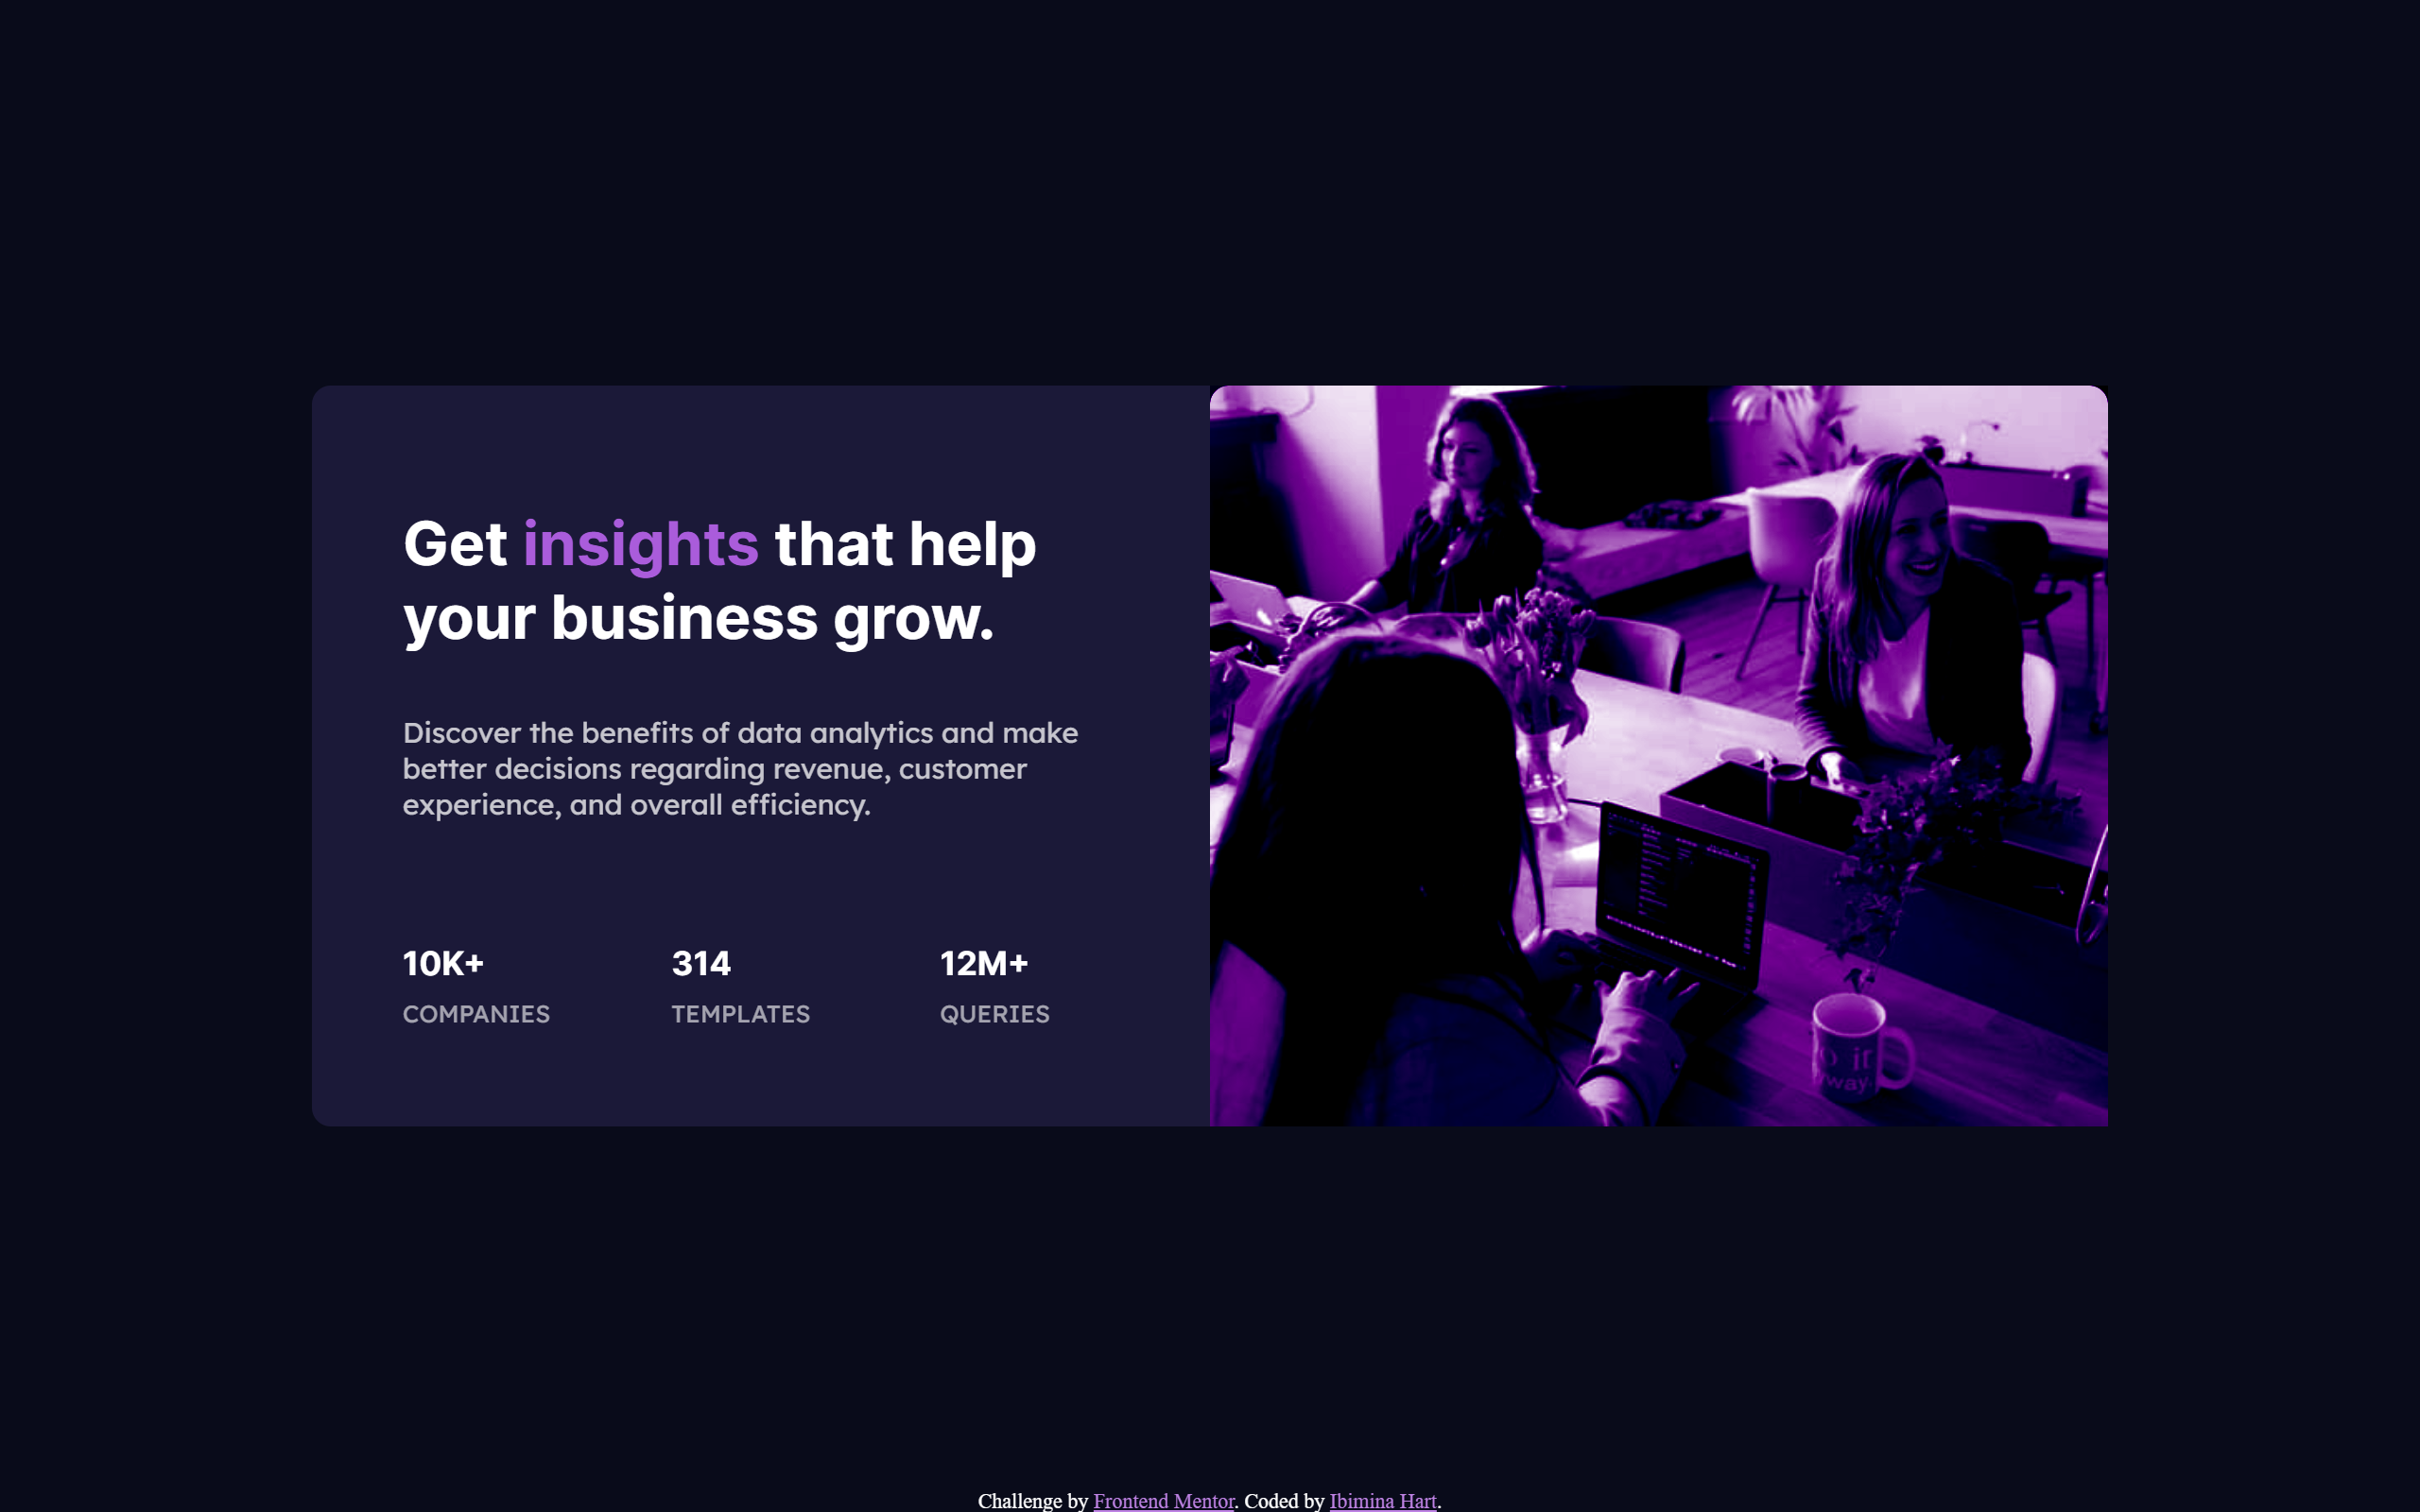 Get insights that help
your business grow.
Discover the benefits of data analytics and make
better decisions regarding revenue, customer
experience, and overall efficiency.
10K+ 314 12M+
COMPANIES TEMPLATES QUERIES
it
way.
Challenge by Frontend Mentor. Coded by Ibimina Hart.